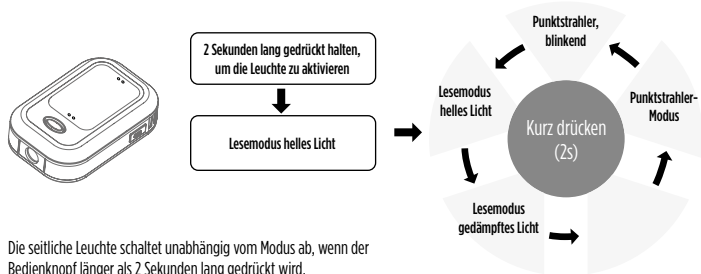 2 Sekunden lang gedrückt halten,
um die Leuchte zu aktivieren
Lesemodus helles Licht
Punktstrahler,
blinkend
Lesemodus
helles Licht
Punktstrahler-
Modus
Kurz drücken
(2s)
Lesemodus
gedämpftes Licht
Die seitliche Leuchte schaltet unabhängig vom Modus ab, wenn der
Bedienknopf länger als 2 Sekunden lang gedrückt wird.